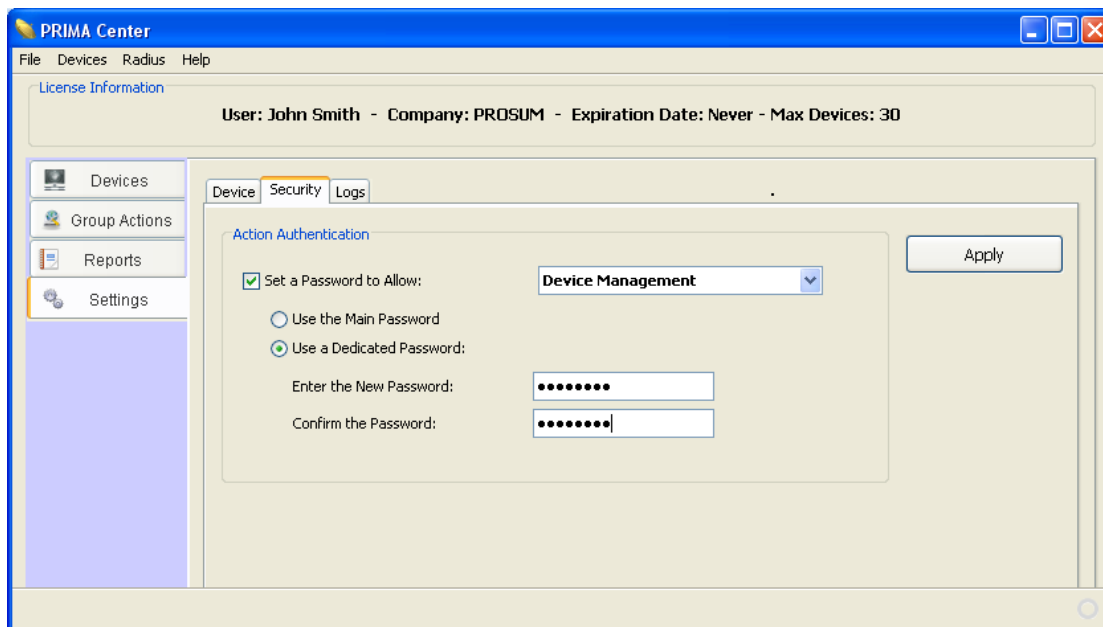 PRIMA Center
File Devices Radius Help
License Information
User: John Smith - Company: PROSUM - Expiration Date: Never - Max Devices: 30
Devices
Group Actions
Reports
Settings
Device Security Logs
Action Authentication
Set a Password to Allow: Device Management
Use the Main Password
Use a Dedicated Password:
Enter the New Password: ••••••••
Confirm the Password: ••••••••
Apply